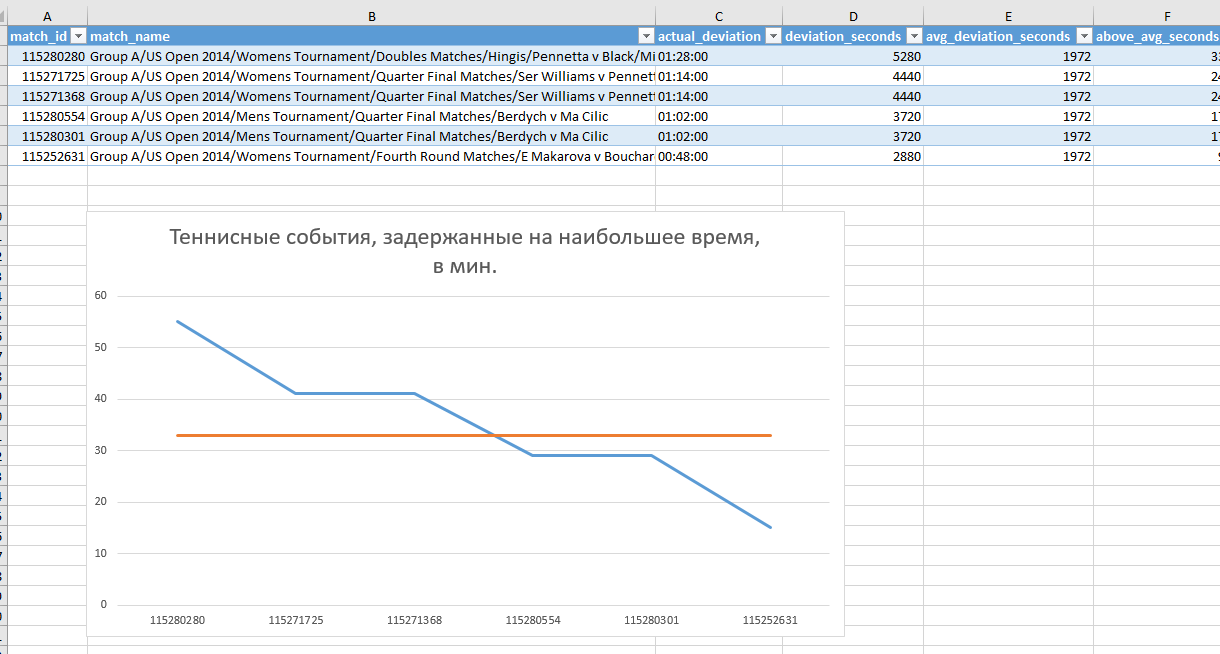 A B C D E F
match_id match_name actual_deviation deviation_seconds avg_deviation_seconds above_avg_seconds
115280280 Group A/US Open 2014/Womens Tournament/Doubles Matches/Hingis/Pennetta v Black/Mi 01:28:00 5280 1972
115271725 Group A/US Open 2014/Womens Tournament/Quarter Final Matches/Ser Williams v Pennett 01:14:00 4440 1972
115271368 Group A/US Open 2014/Womens Tournament/Quarter Final Matches/Ser Williams v Pennett 01:14:00 4440 1972
115280554 Group A/US Open 2014/Mens Tournament/Quarter Final Matches/Berdych v Ma Cilic 01:02:00 3720 1972
115280301 Group A/US Open 2014/Mens Tournament/Quarter Final Matches/Berdych v Ma Cilic 01:02:00 3720 1972
115252631 Group A/US Open 2014/Womens Tournament/Fourth Round Matches/E Makarova v Bouchar 00:48:00 2880 1972
Теннисные события, задержанные на наибольшее время,
в мин.
60
50
40
30
20
10
0
115280280 115271725 115271368 115280554 115280301 115252631